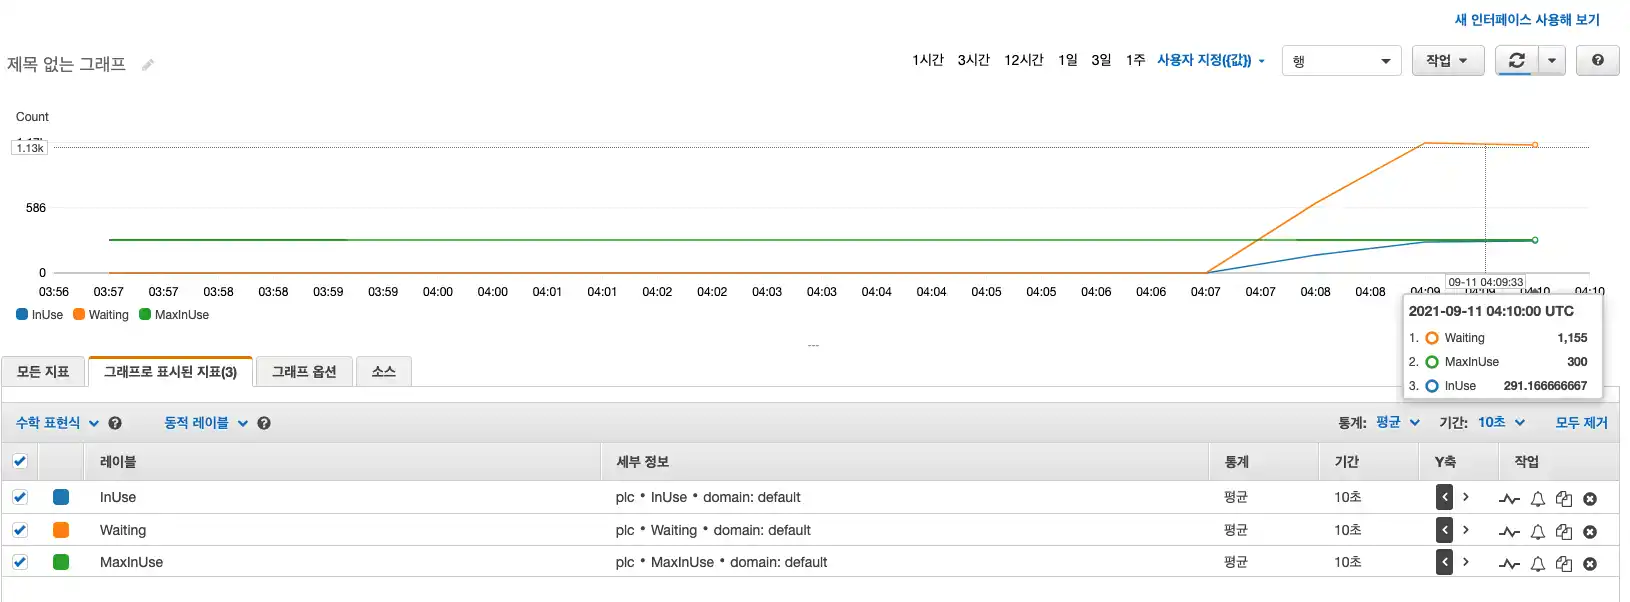 새 인터페이스 사용해 보기
제목 없는 그래프
1시간 3시간 12시간 1일 3일 1주 사용자 지정({값}) 행 작업
Count
1.13k
586
0
03:56 03:57 03:57 03:58 03:58 03:59 03:59 04:00 04:00 04:01 04:01 04:02 04:02 04:03 04:03 04:04 04:04 04:05 04:05 04:06 04:06 04:07 04:07 04:08 04:08 04:09 04:09 04:10 04:10
09-11 04:09:33
InUse Waiting MaxInUse
2021-09-11 04:10:00 UTC
1. Waiting 1,155
2. MaxInUse 300
3. InUse 291.166666667
모든 지표 그래프로 표시된 지표(3) 그래프 옵션 소스
수학 표현식 동적 레이블 통계: 평균 기간: 10초 모두 제거
레이블 세부 정보 통계 기간 Y축 작업
InUse plc • InUse • domain: default 평균 10초
Waiting plc • Waiting • domain: default 평균 10초
MaxInUse plc • MaxInUse • domain: default 평균 10초